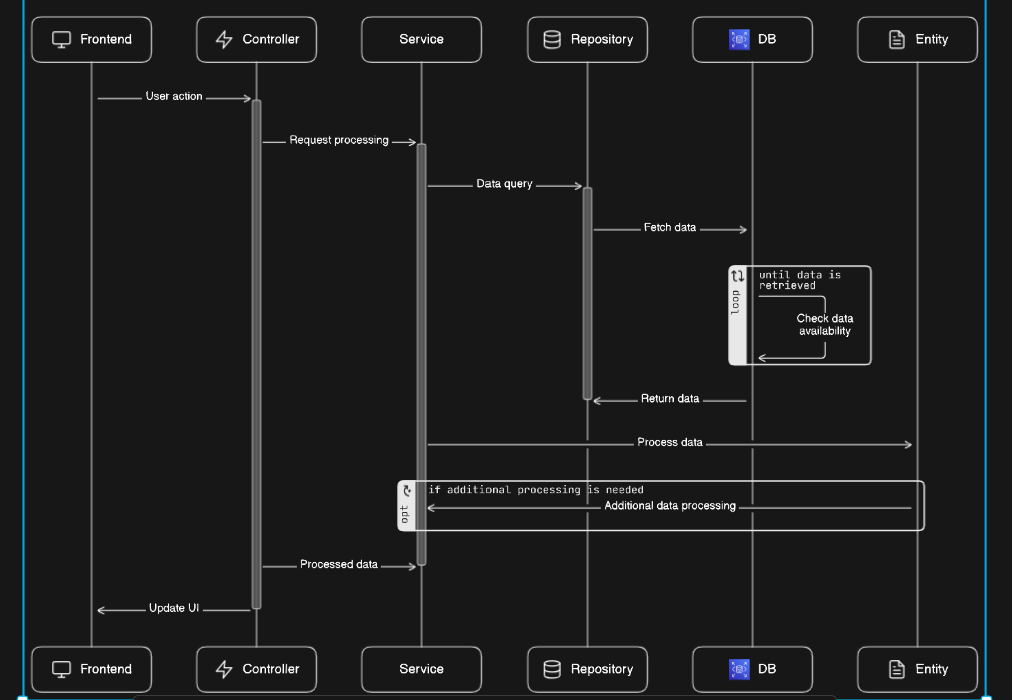 Frontend
Controller
Service
Repository
DB
Entity
User action
Request processing
Data query
Fetch data
until data is
retrieved
loop
Check data
availability
Return data
Process data
if additional processing is needed
opt
Additional data processing
Processed data
Update UI
Frontend
Controller
Service
Repository
DB
Entity